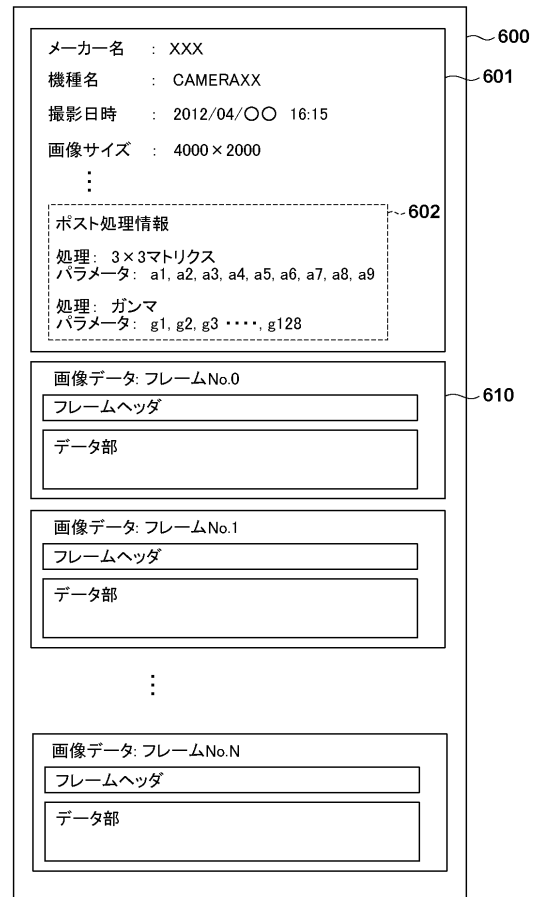 600
メーカー名 : XXX
601
機種名 : CAMERAXX
撮影日時 : 2012/04/〇〇 16:15
画像サイズ : 4000×2000
⋮
602
ポスト処理情報
処理: 3×3マトリクス
パラメータ: a1, a2, a3, a4, a5, a6, a7, a8, a9
処理: ガンマ
パラメータ: g1, g2, g3 ････, g128
画像データ: フレームNo.0
610
フレームヘッダ
データ部
画像データ: フレームNo.1
フレームヘッダ
データ部
⋮
画像データ: フレームNo.N
フレームヘッダ
データ部